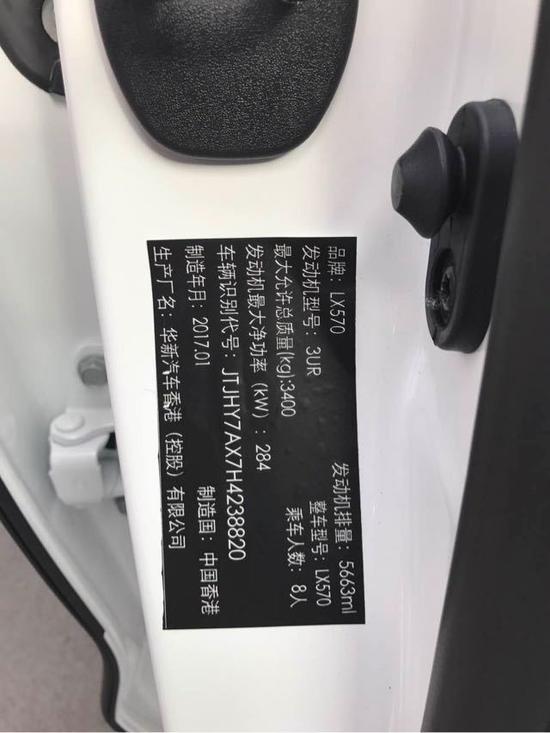 品牌：LX570 发动机排量：5663ml
发动机型号：3UR 整车型号：LX570
最大允许总质量(kg):3400 乘车人数：8人
发动机最大净功率（kW）：284
车辆识别代号：JTJHY7AX7H4238820
制造年月：2017.01 制造国：中国香港
生产厂名：华新汽车香港（控股）有限公司